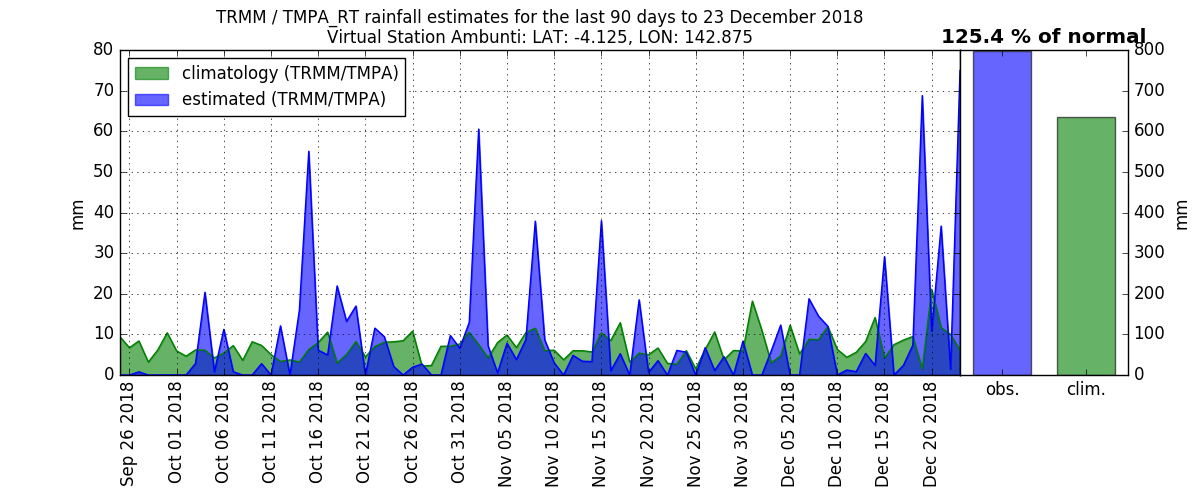 TRMM / TMPA_RT rainfall estimates for the last 90 days to 23 December 2018
Virtual Station Ambunti: LAT: -4.125, LON: 142.875
125.4 % of normal
climatology (TRMM/TMPA)
estimated (TRMM/TMPA)
80
70
60
50
40
30
20
10
0
mm
800
700
600
500
400
300
200
100
0
mm
Sep 26 2018
Oct 01 2018
Oct 06 2018
Oct 11 2018
Oct 16 2018
Oct 21 2018
Oct 26 2018
Oct 31 2018
Nov 05 2018
Nov 10 2018
Nov 15 2018
Nov 20 2018
Nov 25 2018
Nov 30 2018
Dec 05 2018
Dec 10 2018
Dec 15 2018
Dec 20 2018
obs.
clim.